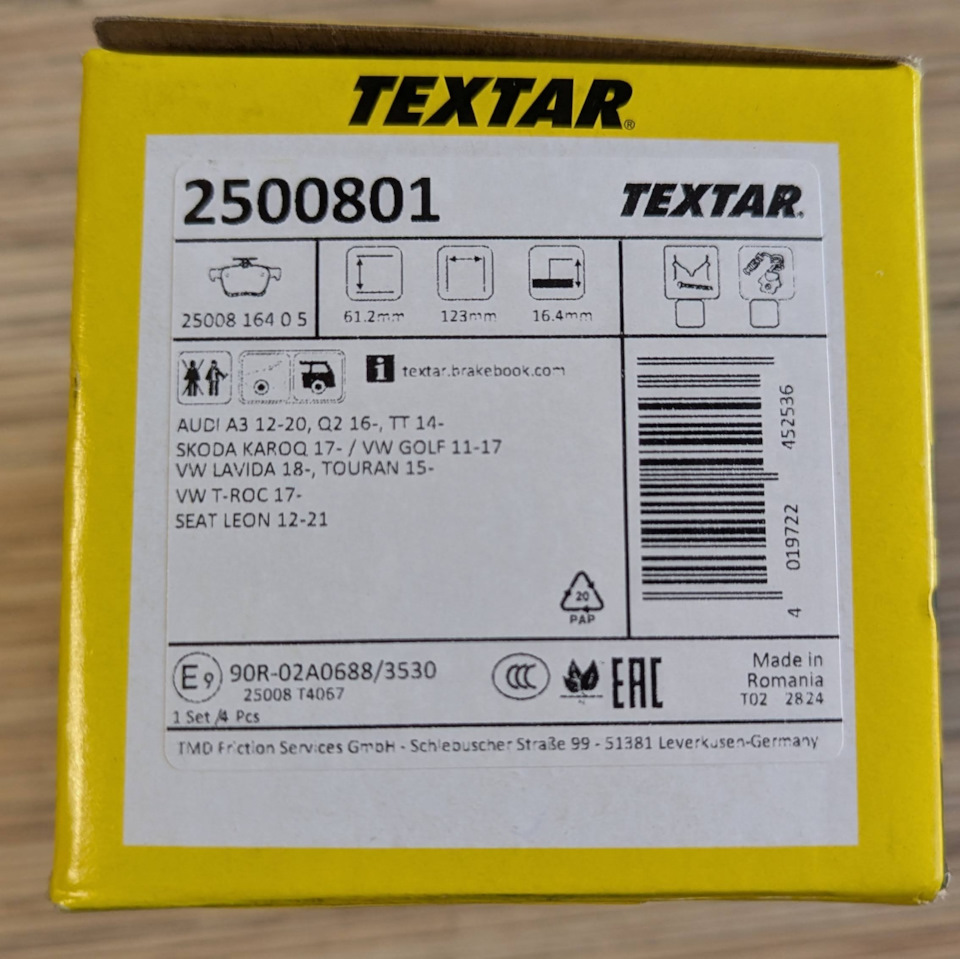 TEXTAR®
2500801
TEXTAR®
25008 164 0 5
61.2mm
123mm
16.4mm
i textar.brakebook.com
AUDI A3 12-20, Q2 16-, TT 14-
SKODA KAROQ 17- / VW GOLF 11-17
VW LAVIDA 18-, TOURAN 15-
VW T-ROC 17-
SEAT LEON 12-21
4 019722 452536
20
PAP
E9 90R-02A0688/3530
25008 T4067
1 Set /4 Pcs
CCC
EAC
Made in
Romania
T02 2824
TMD Friction Services GmbH - Schlebuscher Straße 99 - 51381 Leverkusen-Germany